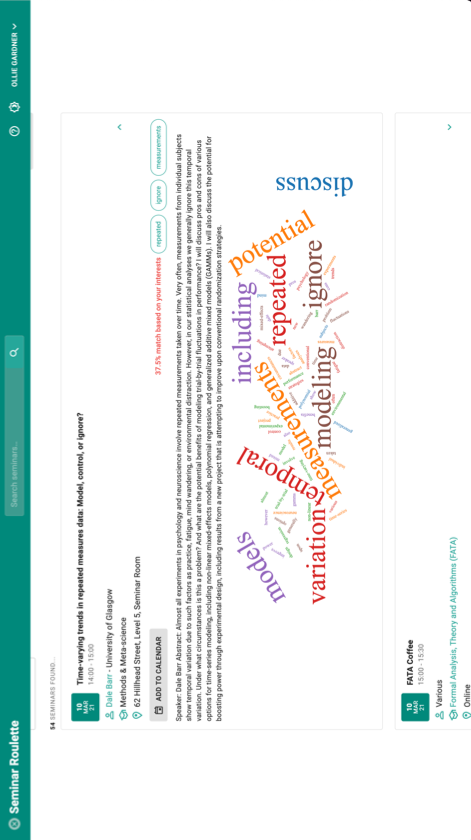 Seminar Roulette
Search seminars...
OLLIE GARDNER
54 SEMINARS FOUND...
10
MAR
21
Time-varying trends in repeated measures data: Model, control, or ignore?
14:00 - 15:00
Dale Barr - University of Glasgow
Methods & Meta-science
62 Hillhead Street, Level 5, Seminar Room
ADD TO CALENDAR
37.5% match based on your interests
repeated
ignore
measurements
Speaker: Dale Barr Abstract: Almost all experiments in psychology and neuroscience involve repeated measurements taken over time. Very often, measurements from individual subjects
show temporal variation due to such factors as practice, fatigue, mind wandering, or environmental distraction. However, in our statistical analyses we generally ignore this temporal
variation. Under what circumstances is this a problem? And what are the potential benefits of modeling trial-by-trial fluctuations in performance? I will discuss pros and cons of various
options for time-series modeling, including non-linear mixed-effects models, polynomial regression, and generalized additive mixed models (GAMMs). I will also discuss the potential for
boosting power through experimental design, including results from a new project that is attempting to improve upon conventional randomization strategies.
models
variation
temporal
measurements
modeling
including
repeated
potential
ignore
discuss
10
MAR
21
FATA Coffee
15:00 - 15:30
Various
Formal Analysis, Theory and Algorithms (FATA)
Online